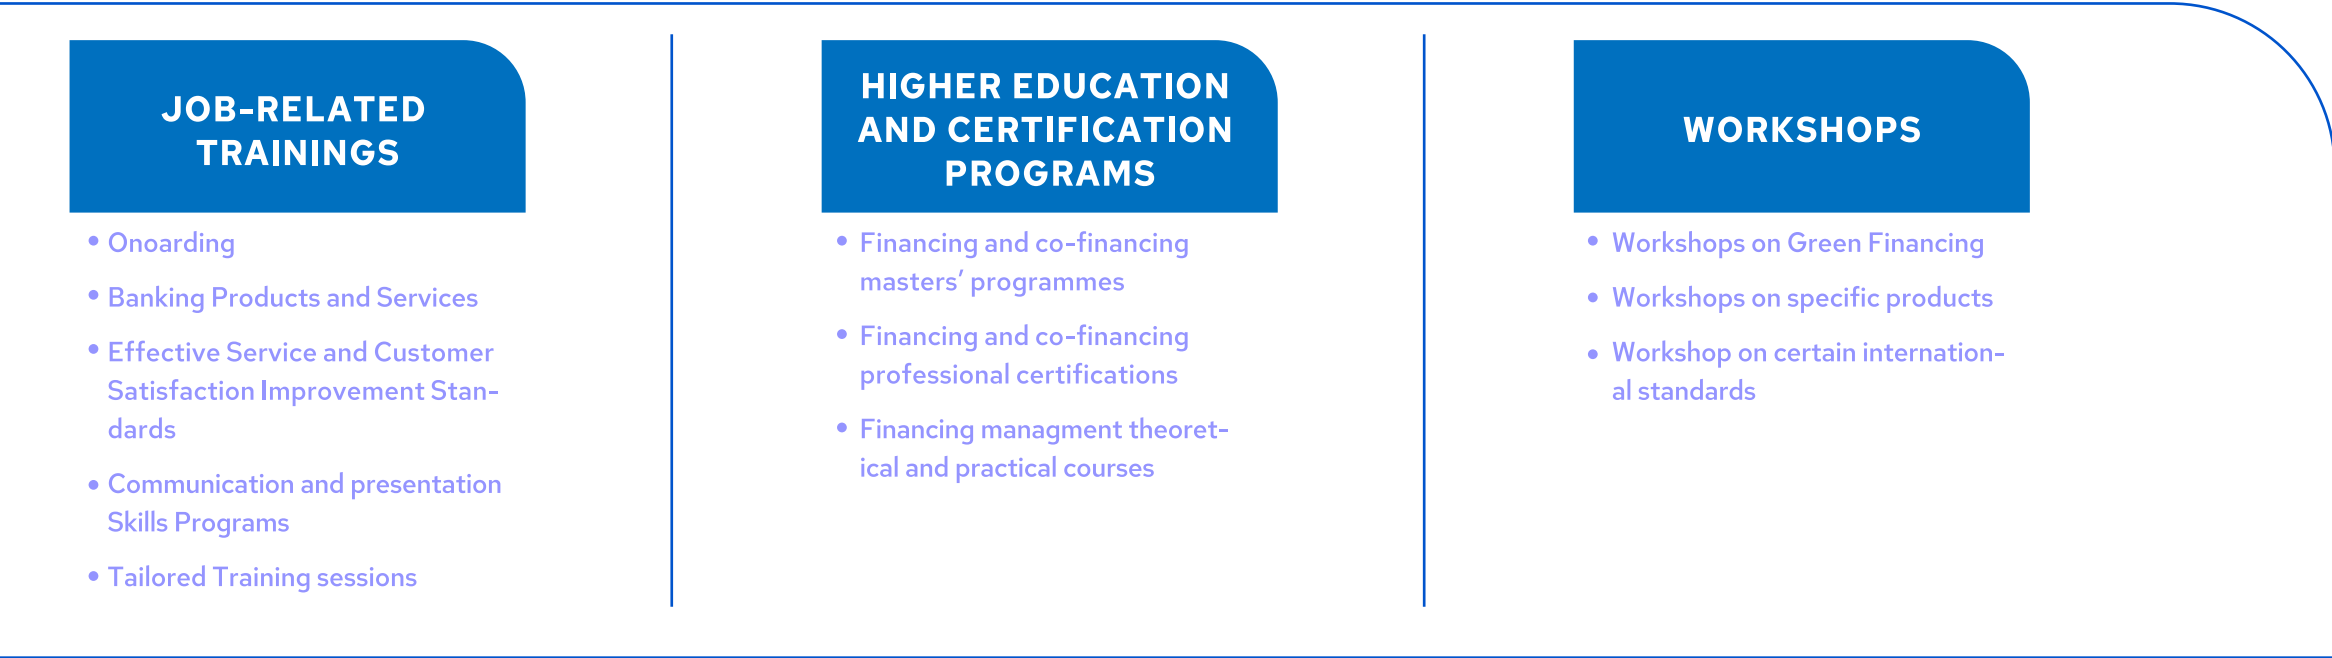 JOB-RELATED
TRAININGS
• Onoarding
• Banking Products and Services
• Effective Service and Customer
Satisfaction Improvement Stan-
dards
• Communication and presentation
Skills Programs
• Tailored Training sessions
HIGHER EDUCATION
AND CERTIFICATION
PROGRAMS
• Financing and co-financing
masters’ programmes
• Financing and co-financing
professional certifications
• Financing managment theoret-
ical and practical courses
WORKSHOPS
• Workshops on Green Financing
• Workshops on specific products
• Workshop on certain internation-
al standards